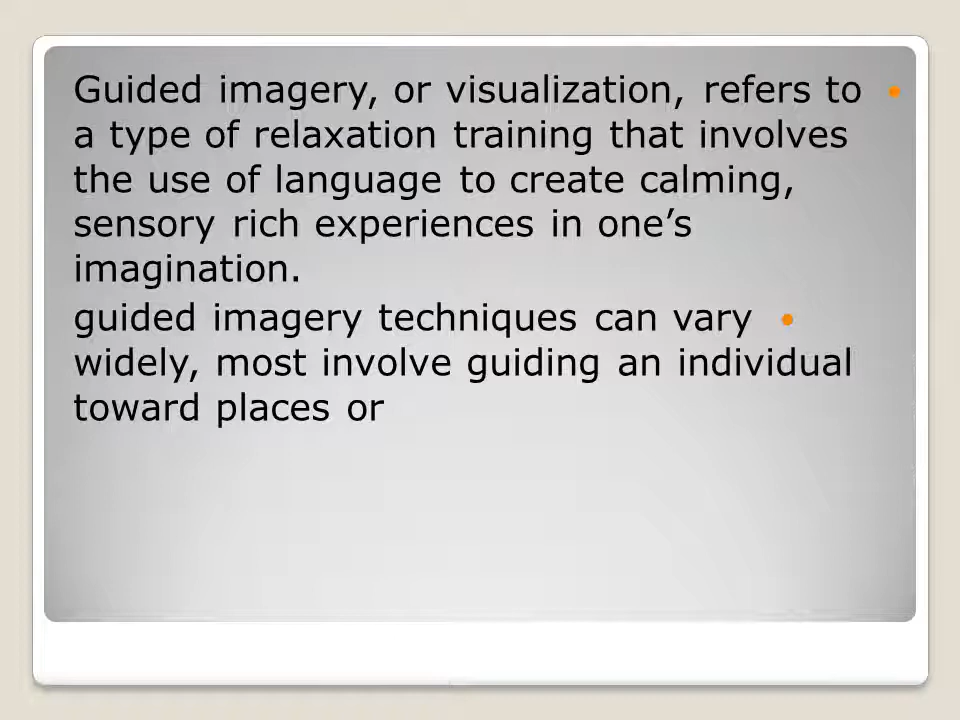 Guided imagery, or visualization, refers to
a type of relaxation training that involves
the use of language to create calming,
sensory rich experiences in one’s
imagination.
guided imagery techniques can vary
widely, most involve guiding an individual
toward places or